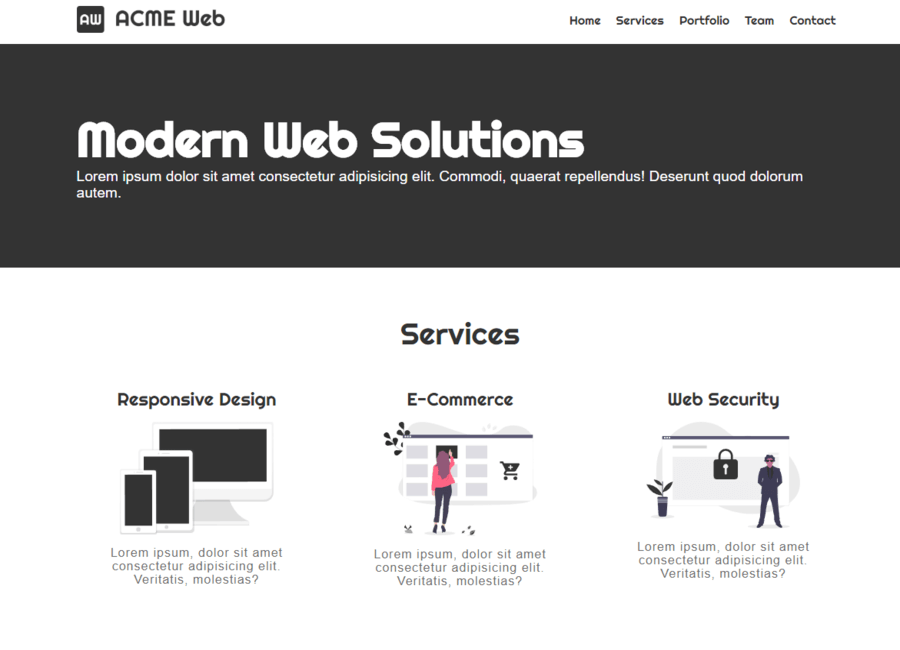 AW ACME Web
Home Services Portfolio Team Contact
Modern Web Solutions
Lorem ipsum dolor sit amet consectetur adipisicing elit. Commodi, quaerat repellendus! Deserunt quod dolorum
autem.
Services
Responsive Design
Lorem ipsum, dolor sit amet
consectetur adipisicing elit.
Veritatis, molestias?
E-Commerce
Lorem ipsum, dolor sit amet
consectetur adipisicing elit.
Veritatis, molestias?
Web Security
Lorem ipsum, dolor sit amet
consectetur adipisicing elit.
Veritatis, molestias?